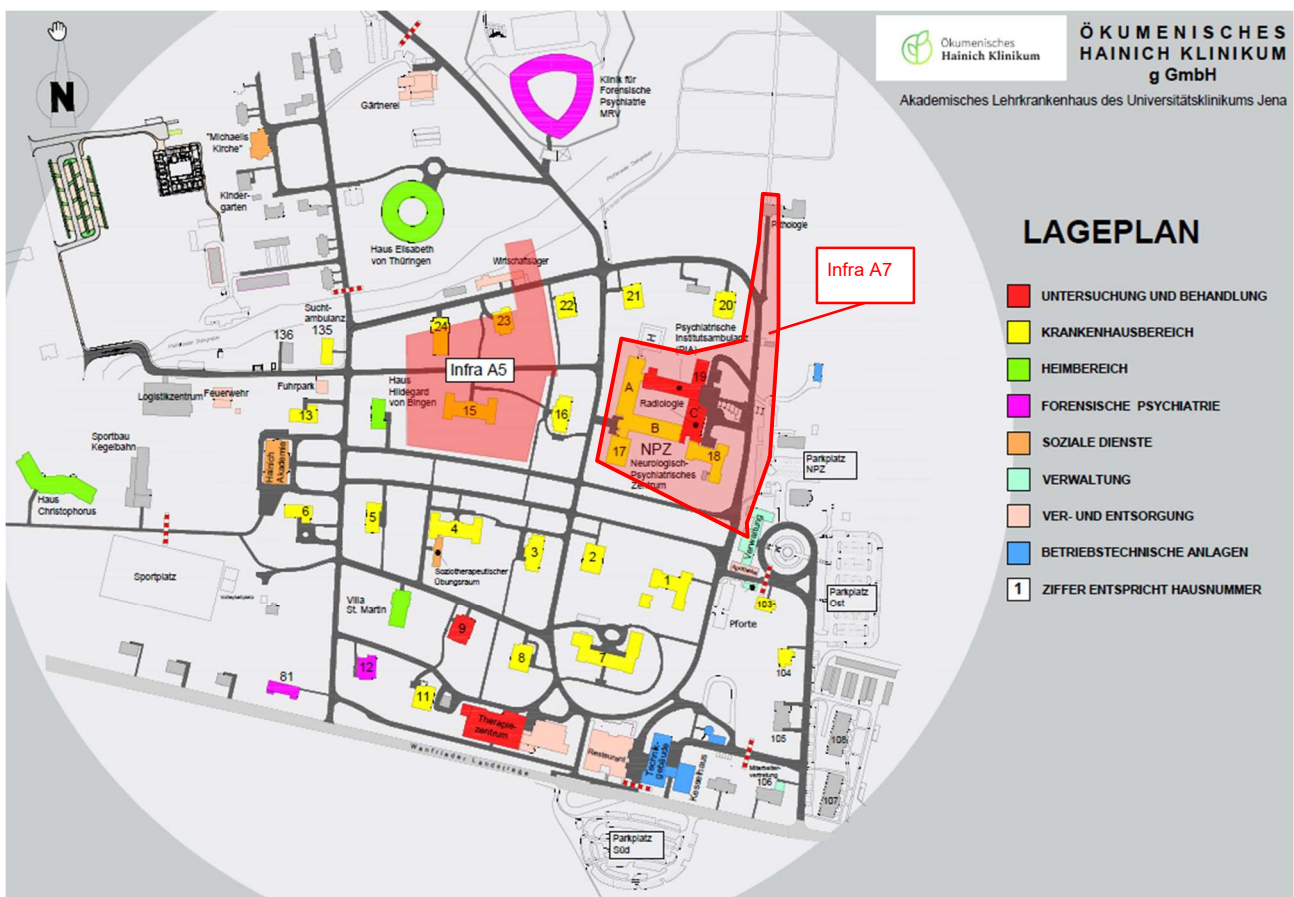 Ökumenisches
Hainich Klinikum
ÖKUMENISCHES
HAINICH KLINIKUM
g GmbH
Akademisches Lehrkrankenhaus des Universitätsklinikums Jena
N
LAGEPLAN
UNTERSUCHUNG UND BEHANDLUNG
KRANKENHAUSBEREICH
HEIMBEREICH
FORENSISCHE PSYCHIATRIE
SOZIALE DIENSTE
VERWALTUNG
VER- UND ENTSORGUNG
BETRIEBSTECHNISCHE ANLAGEN
1 ZIFFER ENTSPRICHT HAUSNUMMER
Gärtnerei
Klinik für
Forensische
Psychiatrie
MRV
"Michaelis
Kirche"
Kinder-
garten
Haus Elisabeth
von Thüringen
Wirtschaftslager
Pathologie
Infra A7
Sucht-
ambulanz
135
136
24
23
22
21
20
Psychiatrische
Institutsambulanz
(PIA)
H
Infra A5
Haus
Hildegard
von Bingen
15
16
A
19
Radiologie
C
B
17
18
NPZ
Neurologisch-
Psychiatrisches
Zentrum
Logistikzentrum
Feuerwehr
Fuhrpark
13
Sportbau
Kegelbahn
Hainich
Akademie
Haus
Christophorus
Parkplatz
NPZ
6
5
4
3
2
1
Soziotherapeutischer
Übungsraum
Verwaltung
Apotheke
103
Pforte
Parkplatz
Ost
Sportplatz
Volleyballplatz
Villa
St. Martin
9
8
7
104
81
12
11
Therapie-
zentrum
Restaurant
Technik-
gebäude
Kesselhaus
105
108
Mitarbeiter-
vertretung
106
107
Wanfrieder Landstraße
Parkplatz
Süd